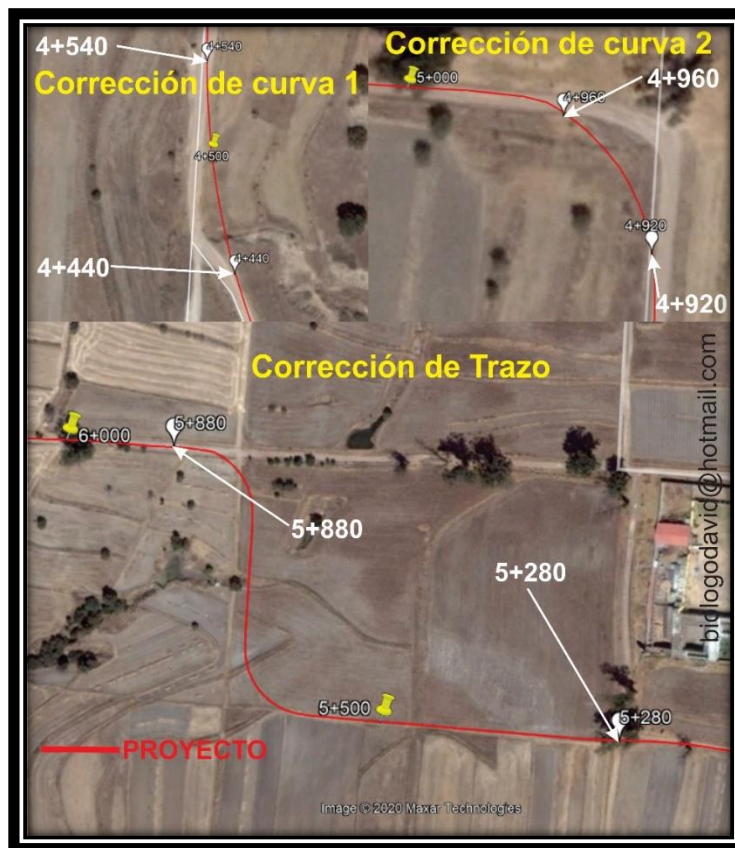 4+540
4+540
Corrección de curva 1
4+500
4+440
4+440
Corrección de curva 2
5+000
4+960
4+960
4+920
4+920
Corrección de Trazo
6+000
5+880
5+880
5+280
5+500
5+280
PROYECTO
Image © 2020 Maxar Technologies
biologodavid@hotmail.com